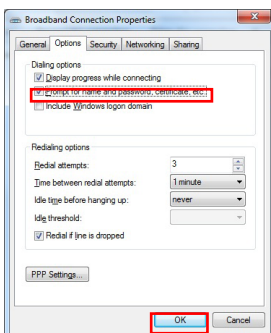 Broadband Connection Properties
General Options Security Networking Sharing
Dialing options
Display progress while connecting
Prompt for name and password, certificate, etc.
Include Windows logon domain
Redialing options
Redial attempts: 3
Time between redial attempts: 1 minute
Idle time before hanging up: never
Idle threshold:
Redial if line is dropped
PPP Settings...
OK Cancel